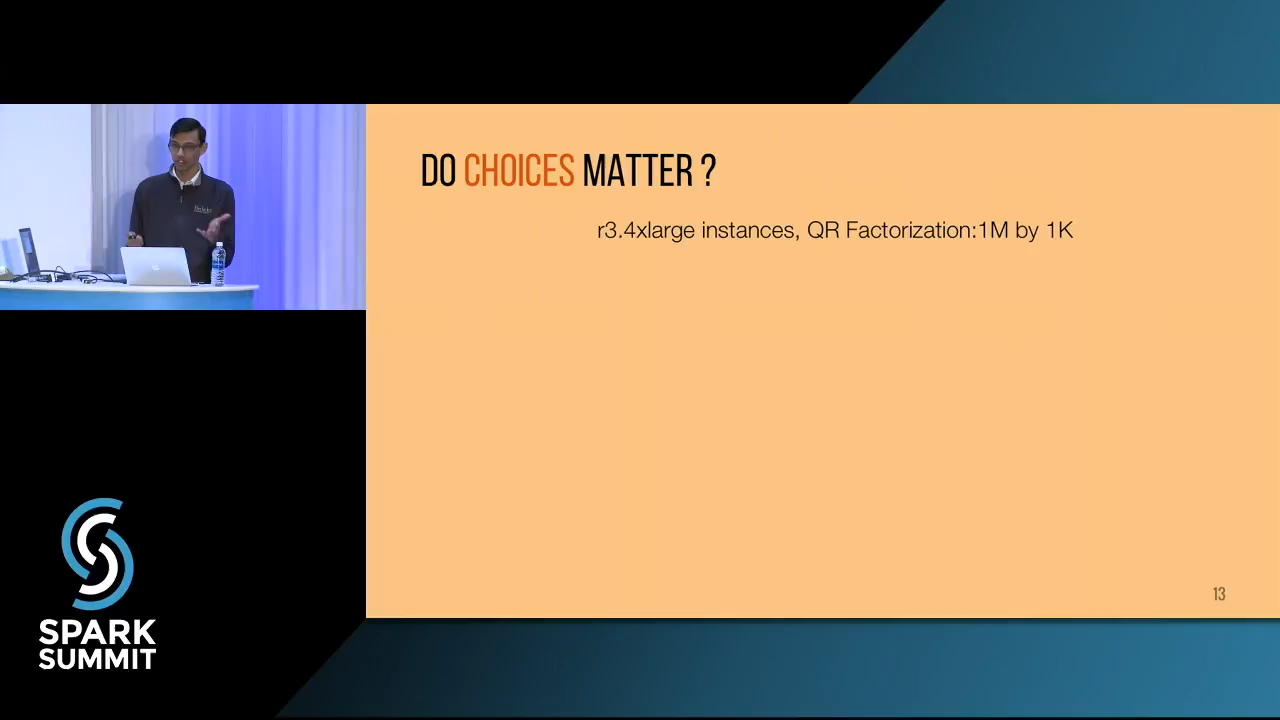 DO CHOICES MATTER ?
r3.4xlarge instances, QR Factorization:1M by 1K
13
SPARK
SUMMIT